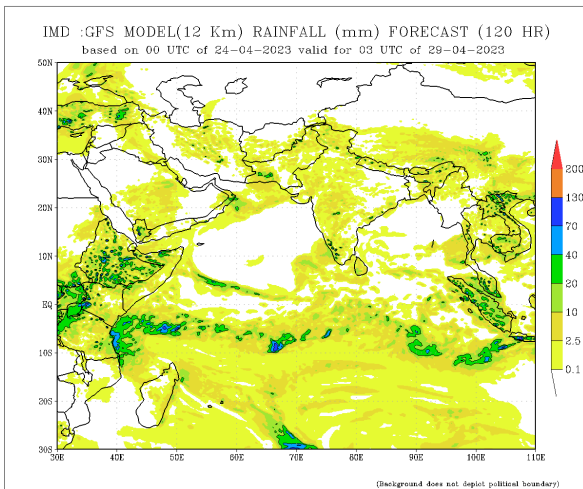 IMD :GFS MODEL(12 Km) RAINFALL (mm) FORECAST (120 HR)
based on 00 UTC of 24-04-2023 valid for 03 UTC of 29-04-2023
50N
40N
30N
20N
10N
EQ
10S
20S
30S
30E 40E 50E 60E 70E 80E 90E 100E 110E
200
130
70
40
20
10
2.5
0.1
(Background does not depict political boundary)